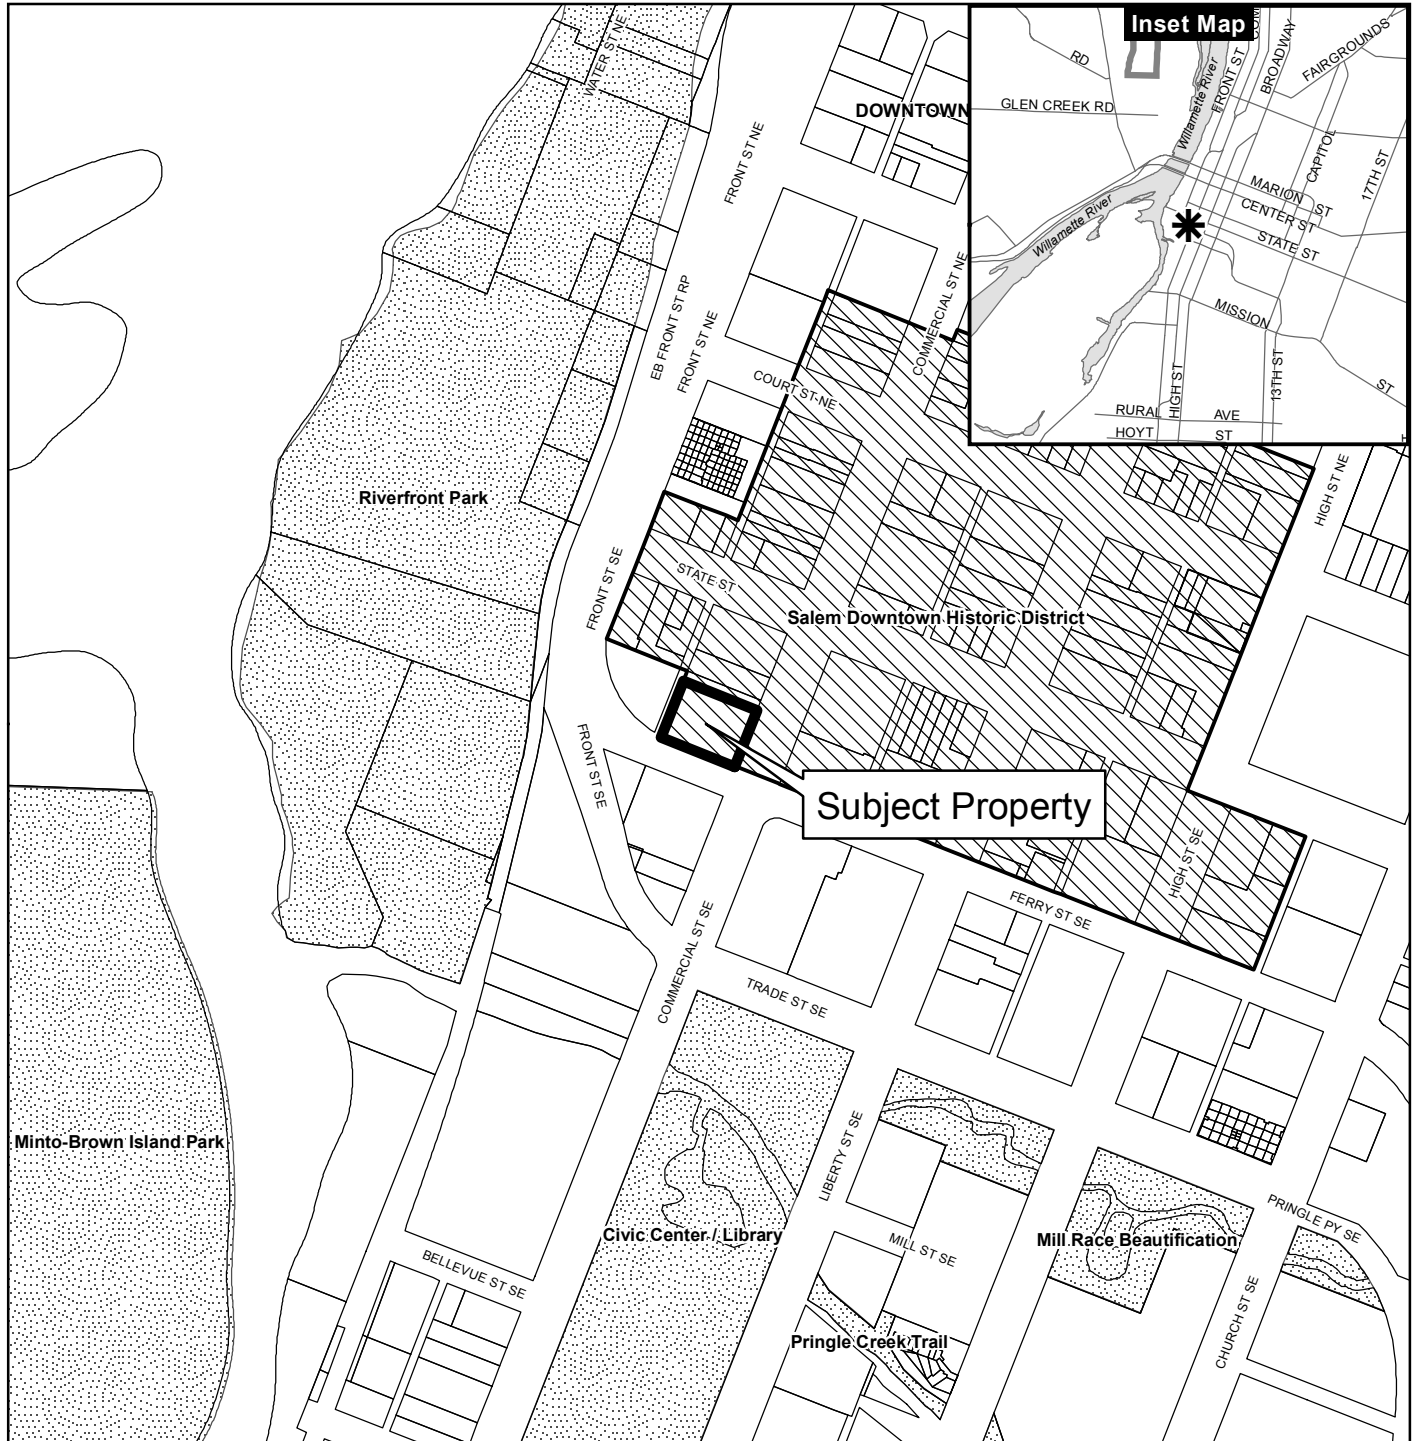 Inset Map
RD
GLEN CREEK RD
Willamette River
FRONT ST
COM
BROADWAY
FAIRGROUNDS
CAPITOL
17TH ST
MARION ST
CENTER ST
STATE ST
Willamette River
MISSION ST
13TH ST
HIGH ST
RURAL AVE
HOYT ST
WATER ST NE
DOWNTOWN
FRONT ST NE
EB FRONT ST RP
FRONT ST NE
COMMERCIAL ST NE
COURT ST NE
HIGH ST NE
Riverfront Park
FRONT ST SE
STATE ST
Salem Downtown Historic District
FRONT ST SE
Subject Property
HIGH ST SE
FERRY ST SE
COMMERCIAL ST SE
TRADE ST SE
LIBERTY ST SE
Minto-Brown Island Park
Civic Center / Library
MILL ST SE
Mill Race Beautification
PRINGLE PY SE
BELLEVUE ST SE
Pringle Creek Trail
CHURCH ST SE